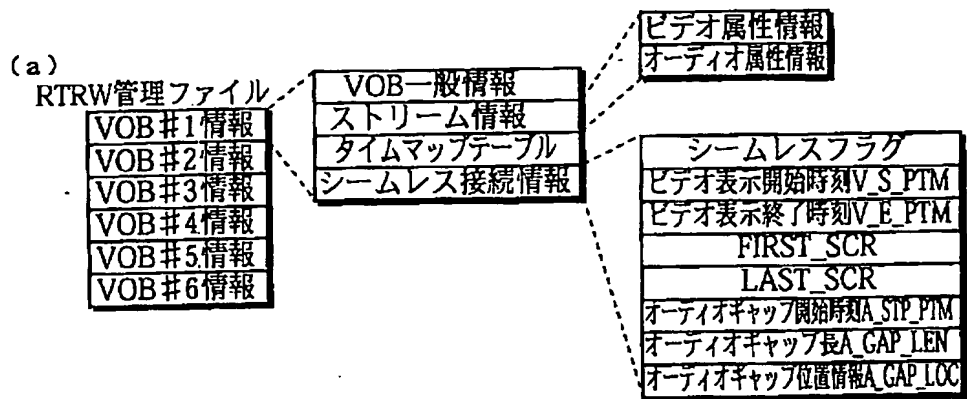 (a)
RTRW管理ファイル
VOB#1情報
VOB#2情報
VOB#3情報
VOB#4情報
VOB#5情報
VOB#6情報
VOB一般情報
ストリーム情報
タイムマップテーブル
シームレス接続情報
ビデオ属性情報
オーディオ属性情報
シームレスフラグ
ビデオ表示開始時刻V_S_PTM
ビデオ表示終了時刻V_E_PTM
FIRST_SCR
LAST_SCR
オーディオギャップ開始時刻A_STP_PTM
オーディオギャップ長A_GAP_LEN
オーディオギャップ位置情報A_GAP_LOC